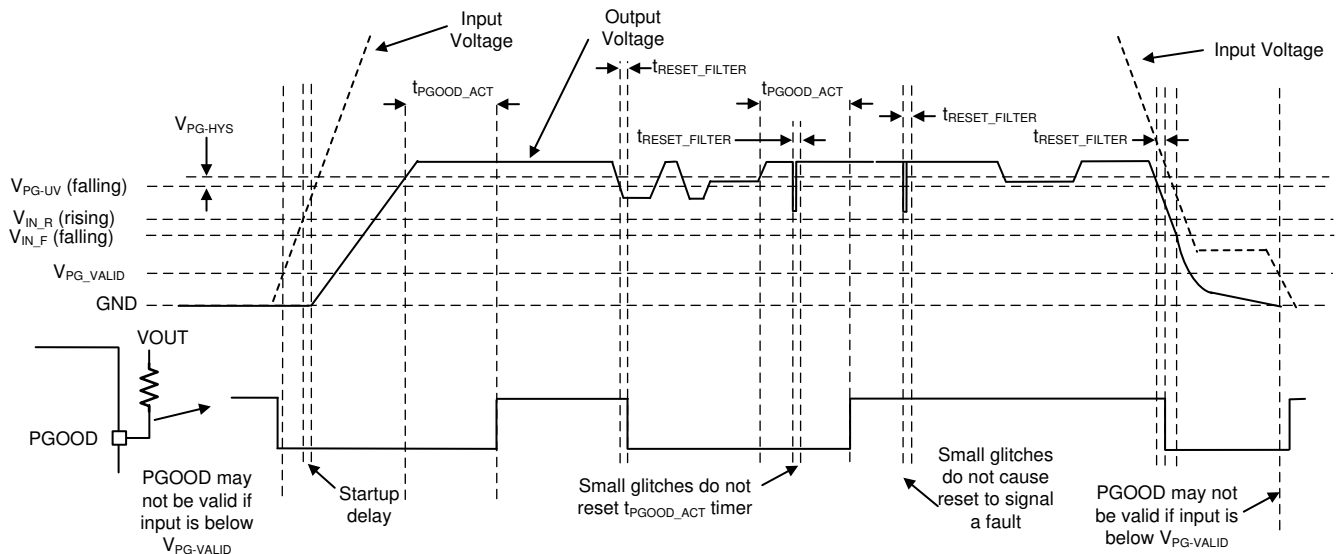 Input
Voltage
Output
Voltage
Input Voltage
tRESET_FILTER
tPGOOD_ACT
tPGOOD_ACT
tRESET_FILTER
VPG-HYS
tRESET_FILTER
tRESET_FILTER
VPG-UV (falling)
VIN_R (rising)
VIN_F (falling)
VPG_VALID
GND
VOUT
PGOOD
PGOOD may
not be valid if
input is below
VPG-VALID
Startup
delay
Small glitches do not
reset tPGOOD_ACT timer
Small glitches
do not cause
reset to signal
a fault
PGOOD may not
be valid if input is
below VPG-VALID